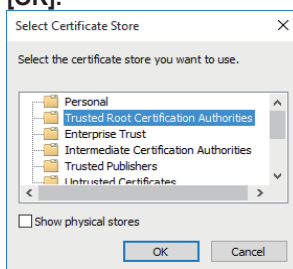 [OK].
Select Certificate Store
Select the certificate store you want to use.
Personal
Trusted Root Certification Authorities
Enterprise Trust
Intermediate Certification Authorities
Trusted Publishers
Untrusted Certificates
Show physical stores
OK Cancel